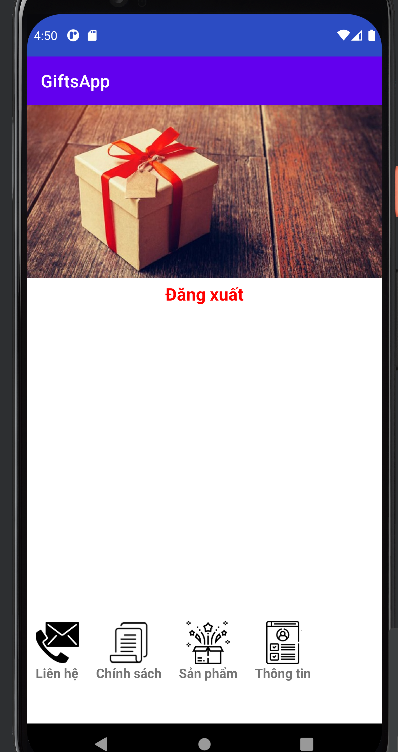 4:50
GiftsApp
Đăng xuất
Liên hệ Chính sách Sản phẩm Thông tin